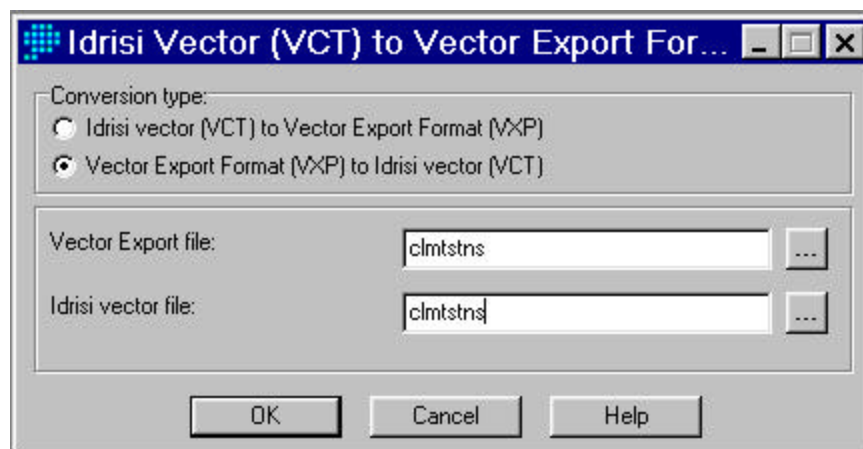 Idrisi Vector (VCT) to Vector Export For...
Conversion type:
Idrisi vector (VCT) to Vector Export Format (VXP)
Vector Export Format (VXP) to Idrisi vector (VCT)
Vector Export file:
clmtstns
...
Idrisi vector file:
clmtstns
...
OK
Cancel
Help